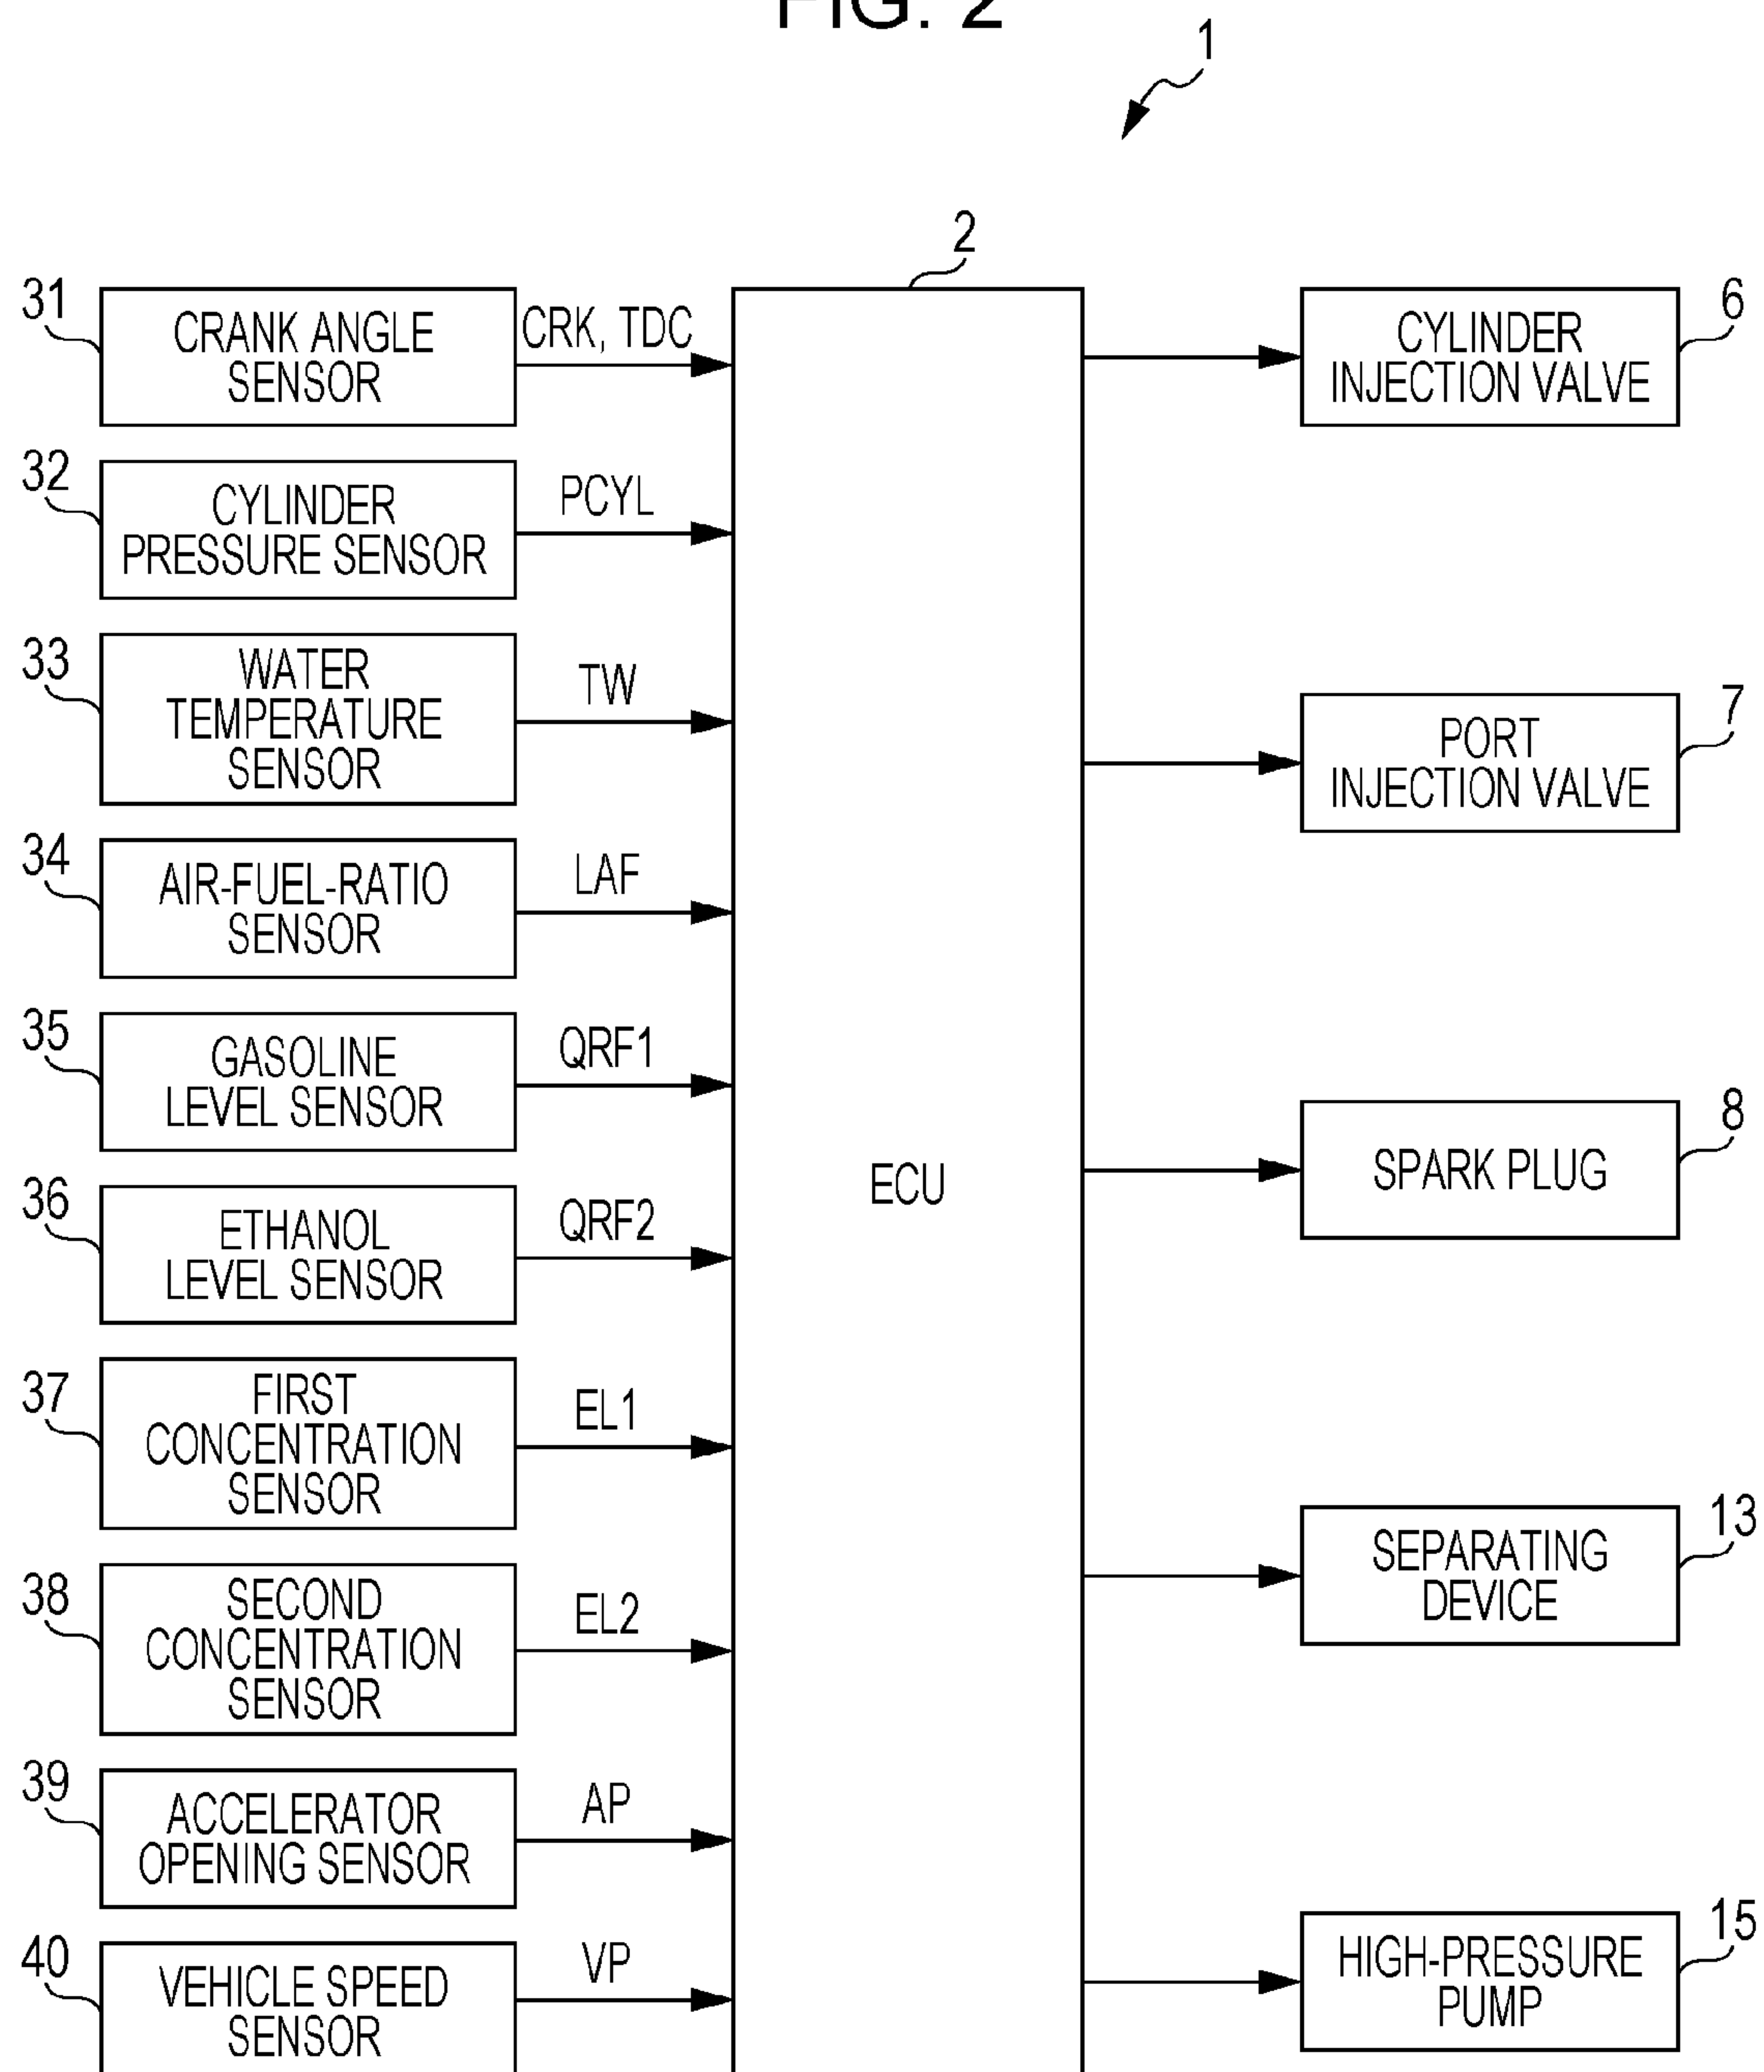 FIG. 2
1
2
31
CRANK ANGLE
SENSOR
CRK, TDC
32
CYLINDER
PRESSURE SENSOR
PCYL
33
WATER
TEMPERATURE
SENSOR
TW
34
AIR-FUEL-RATIO
SENSOR
LAF
35
GASOLINE
LEVEL SENSOR
QRF1
36
ETHANOL
LEVEL SENSOR
QRF2
37
FIRST
CONCENTRATION
SENSOR
EL1
38
SECOND
CONCENTRATION
SENSOR
EL2
39
ACCELERATOR
OPENING SENSOR
AP
40
VEHICLE SPEED
SENSOR
VP
ECU
6
CYLINDER
INJECTION VALVE
7
PORT
INJECTION VALVE
8
SPARK PLUG
13
SEPARATING
DEVICE
15
HIGH-PRESSURE
PUMP